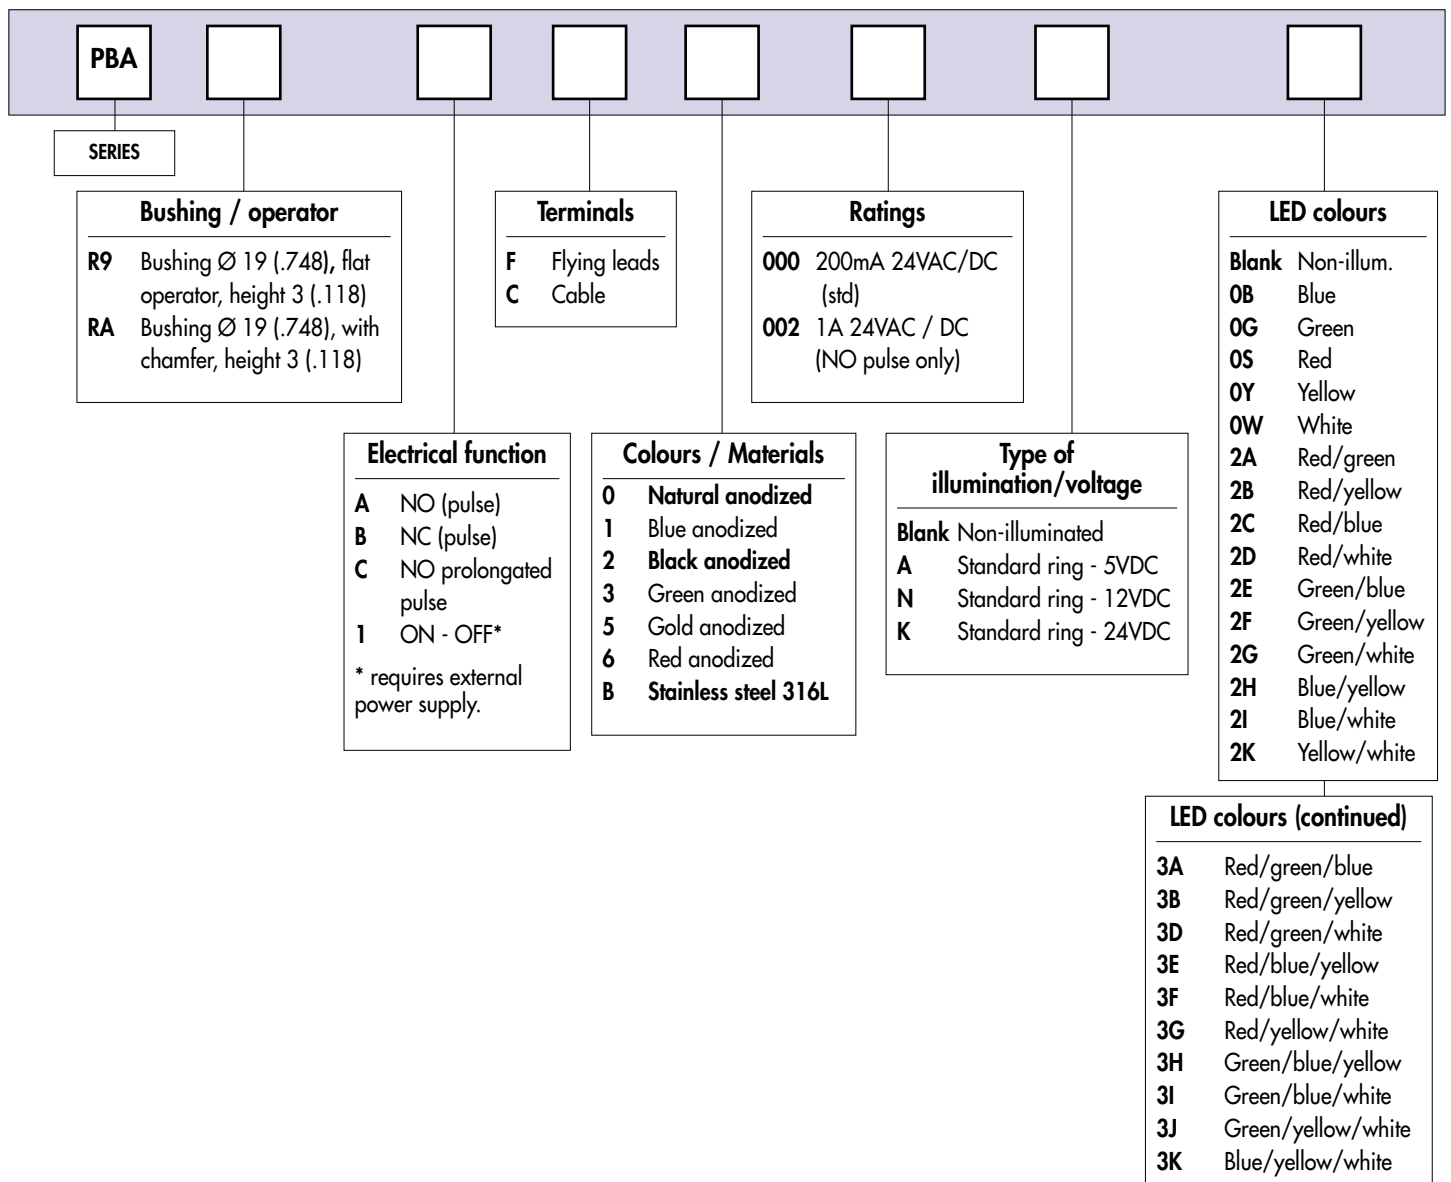 PBA
SERIES
Bushing / operator
R9 Bushing Ø 19 (.748), flat
operator, height 3 (.118)
RA Bushing Ø 19 (.748), with
chamfer, height 3 (.118)
Electrical function
A NO (pulse)
B NC (pulse)
C NO prolongated
pulse
1 ON - OFF*
* requires external
power supply.
Terminals
F Flying leads
C Cable
Colours / Materials
0 Natural anodized
1 Blue anodized
2 Black anodized
3 Green anodized
5 Gold anodized
6 Red anodized
B Stainless steel 316L
Ratings
000 200mA 24VAC/DC
(std)
002 1A 24VAC / DC
(NO pulse only)
Type of
illumination/voltage
Blank Non-illuminated
A Standard ring - 5VDC
N Standard ring - 12VDC
K Standard ring - 24VDC
LED colours
Blank Non-illum.
0B Blue
0G Green
0S Red
0Y Yellow
0W White
2A Red/green
2B Red/yellow
2C Red/blue
2D Red/white
2E Green/blue
2F Green/yellow
2G Green/white
2H Blue/yellow
2I Blue/white
2K Yellow/white
LED colours (continued)
3A Red/green/blue
3B Red/green/yellow
3D Red/green/white
3E Red/blue/yellow
3F Red/blue/white
3G Red/yellow/white
3H Green/blue/yellow
3I Green/blue/white
3J Green/yellow/white
3K Blue/yellow/white